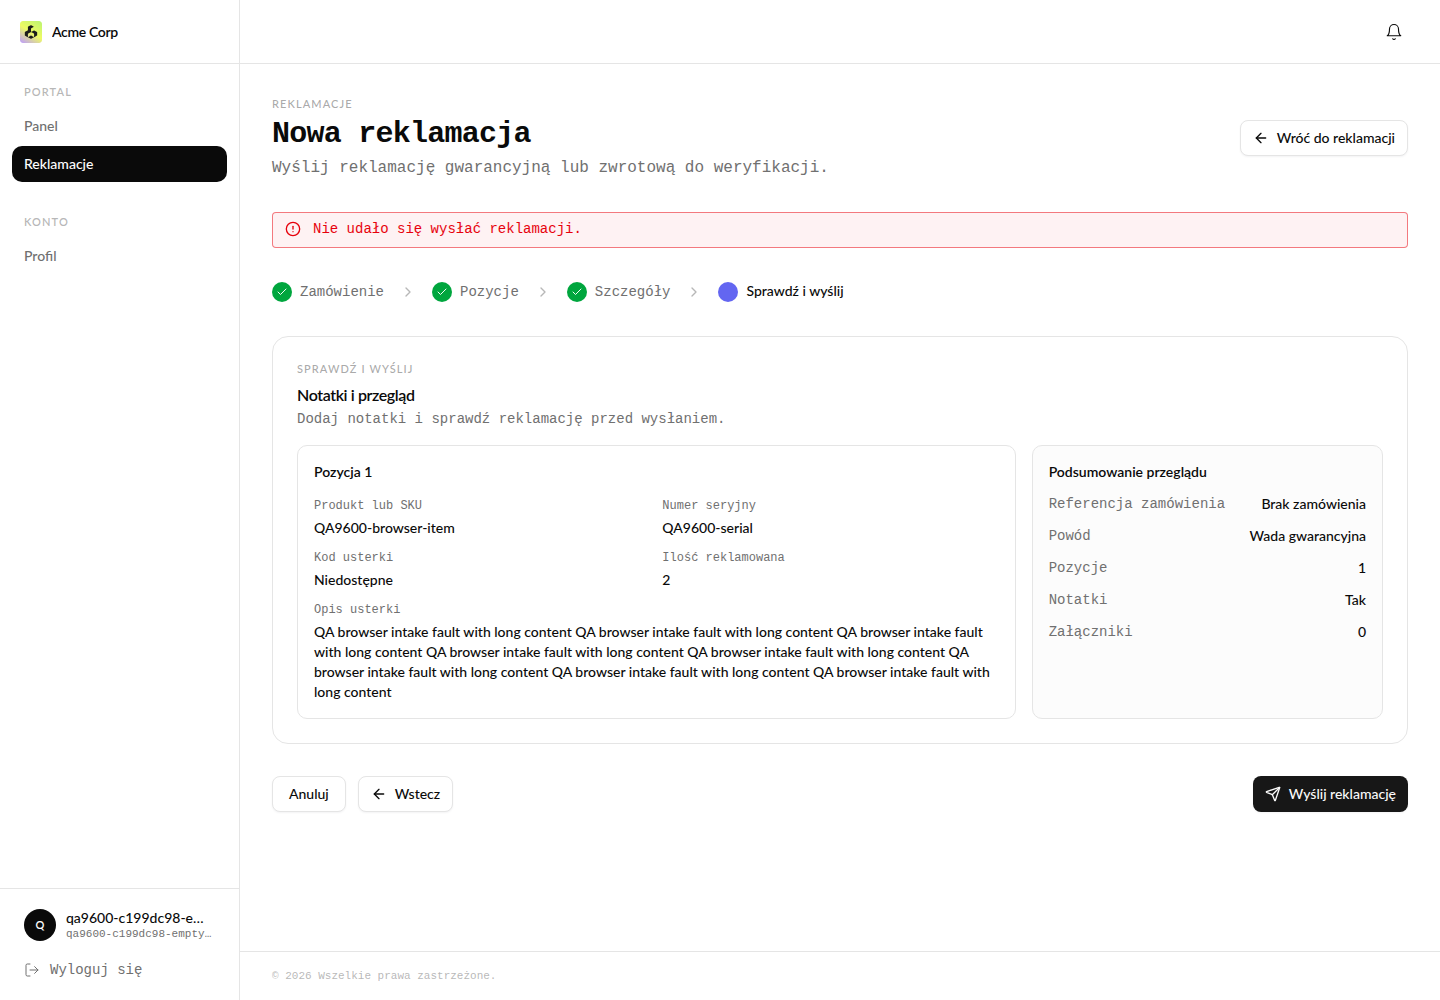 Acme Corp
PORTAL
Panel
Reklamacje
KONTO
Profil
REKLAMACJE
Nowa reklamacja
Wyślij reklamację gwarancyjną lub zwrotową do weryfikacji.
Wróć do reklamacji
Nie udało się wysłać reklamacji.
Zamówienie
Pozycje
Szczegóły
Sprawdź i wyślij
SPRAWDŹ I WYŚLIJ
Notatki i przegląd
Dodaj notatki i sprawdź reklamację przed wysłaniem.
Pozycja 1
Produkt lub SKU
QA9600-browser-item
Numer seryjny
QA9600-serial
Kod usterki
Niedostępne
Ilość reklamowana
2
Opis usterki
QA browser intake fault with long content QA browser intake fault with long content QA browser intake fault
with long content QA browser intake fault with long content QA browser intake fault with long content QA
browser intake fault with long content QA browser intake fault with long content QA browser intake fault with
long content
Podsumowanie przeglądu
Referencja zamówienia Brak zamówienia
Powód Wada gwarancyjna
Pozycje 1
Notatki Tak
Załączniki 0
Anuluj
Wstecz
Wyślij reklamację
Q
qa9600-c199dc98-e...
qa9600-c199dc98-empty…
Wyloguj się
© 2026 Wszelkie prawa zastrzeżone.